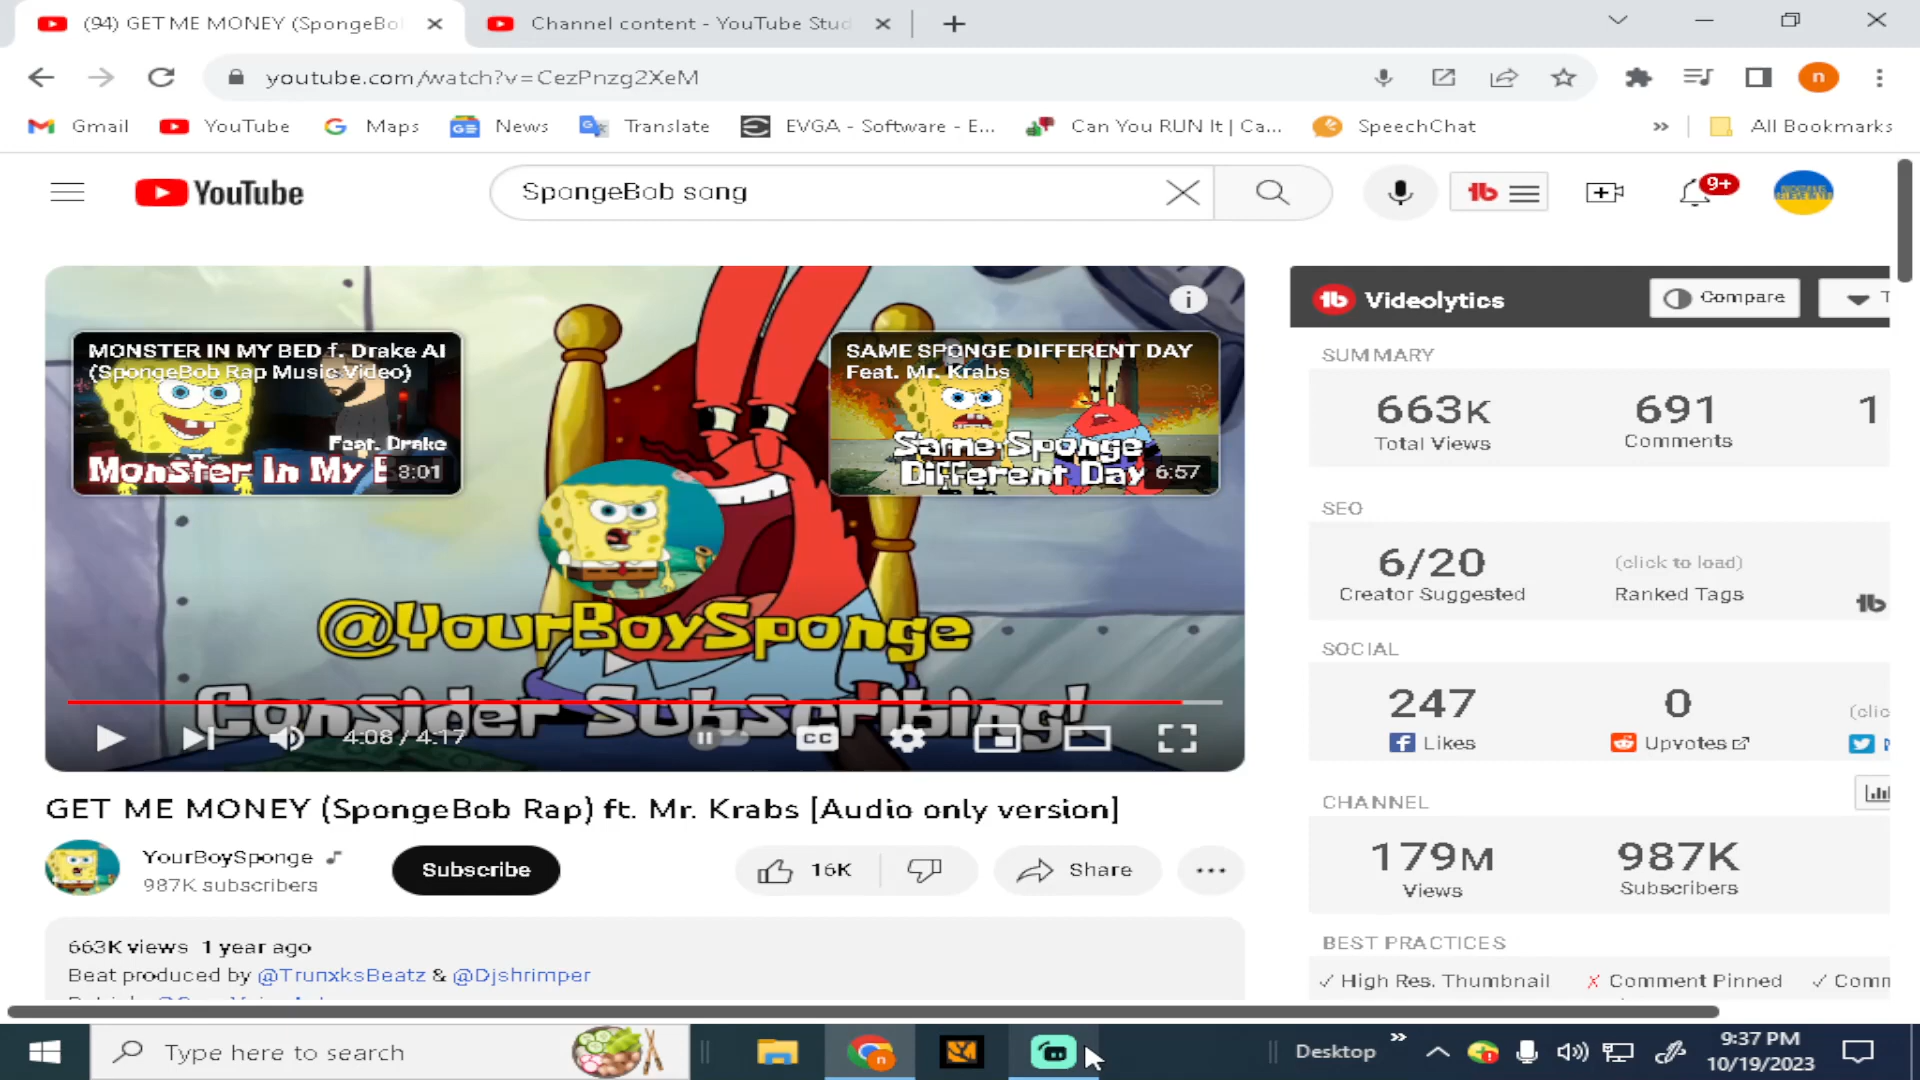 (94) GET ME MONEY (SpongeBo
Channel content - YouTube Stud
youtube.com/watch?v=CezPnzg2XeM
n
Gmail
YouTube
Maps
News
Translate
EVGA - Software - E...
Can You RUN It | Ca...
SpeechChat
»
All Bookmarks
YouTube
SpongeBob song
9+
MONSTER IN MY BED f. Drake AI
(SpongeBob Rap Music Video)
Feat. Drake
Monster In My B
3:01
SAME SPONGE DIFFERENT DAY
Feat. Mr. Krabs
Same Sponge
Different Day
6:57
@YourBoySponge
Consider Subscribing!
4:08 / 4:17
CC
Videolytics
Compare
T
SUMMARY
663K
Total Views
691
Comments
1
SEO
6/20
Creator Suggested
(click to load)
Ranked Tags
SOCIAL
247
Likes
0
Upvotes
(clic
CHANNEL
179M
Views
987K
Subscribers
BEST PRACTICES
✓ High Res. Thumbnail
✗ Comment Pinned
✓ Comm
GET ME MONEY (SpongeBob Rap) ft. Mr. Krabs [Audio only version]
YourBoySponge
987K subscribers
Subscribe
16K
Share
663K views 1 year ago
Beat produced by @TrunxksBeatz & @Djshrimper
Type here to search
n
Desktop
»
9:37 PM
10/19/2023